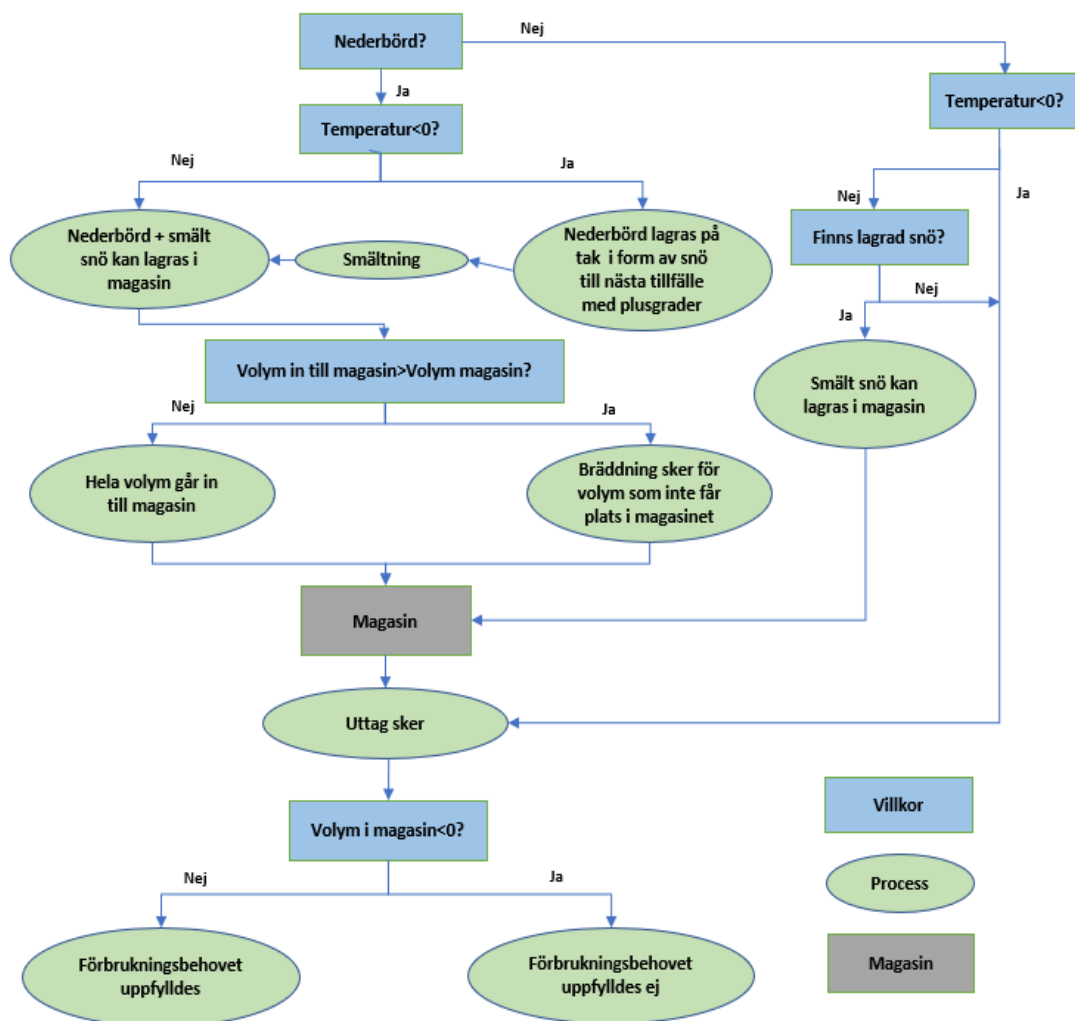 Nederbörd?
Nej
Ja
Temperatur<0?
Temperatur<0?
Nej
Ja
Nej
Ja
Nederbörd + smält
snö kan lagras i
magasin
Smältning
Nederbörd lagras på
tak i form av snö
till nästa tillfälle
med plusgrader
Finns lagrad snö?
Nej
Ja
Volym in till magasin>Volym magasin?
Smält snö kan
lagras i magasin
Nej
Ja
Hela volym går in
till magasin
Bräddning sker för
volym som inte får
plats i magasinet
Magasin
Uttag sker
Volym i magasin<0?
Villkor
Nej
Ja
Process
Förbrukningsbehovet
uppfylldes
Förbrukningsbehovet
uppfylldes ej
Magasin